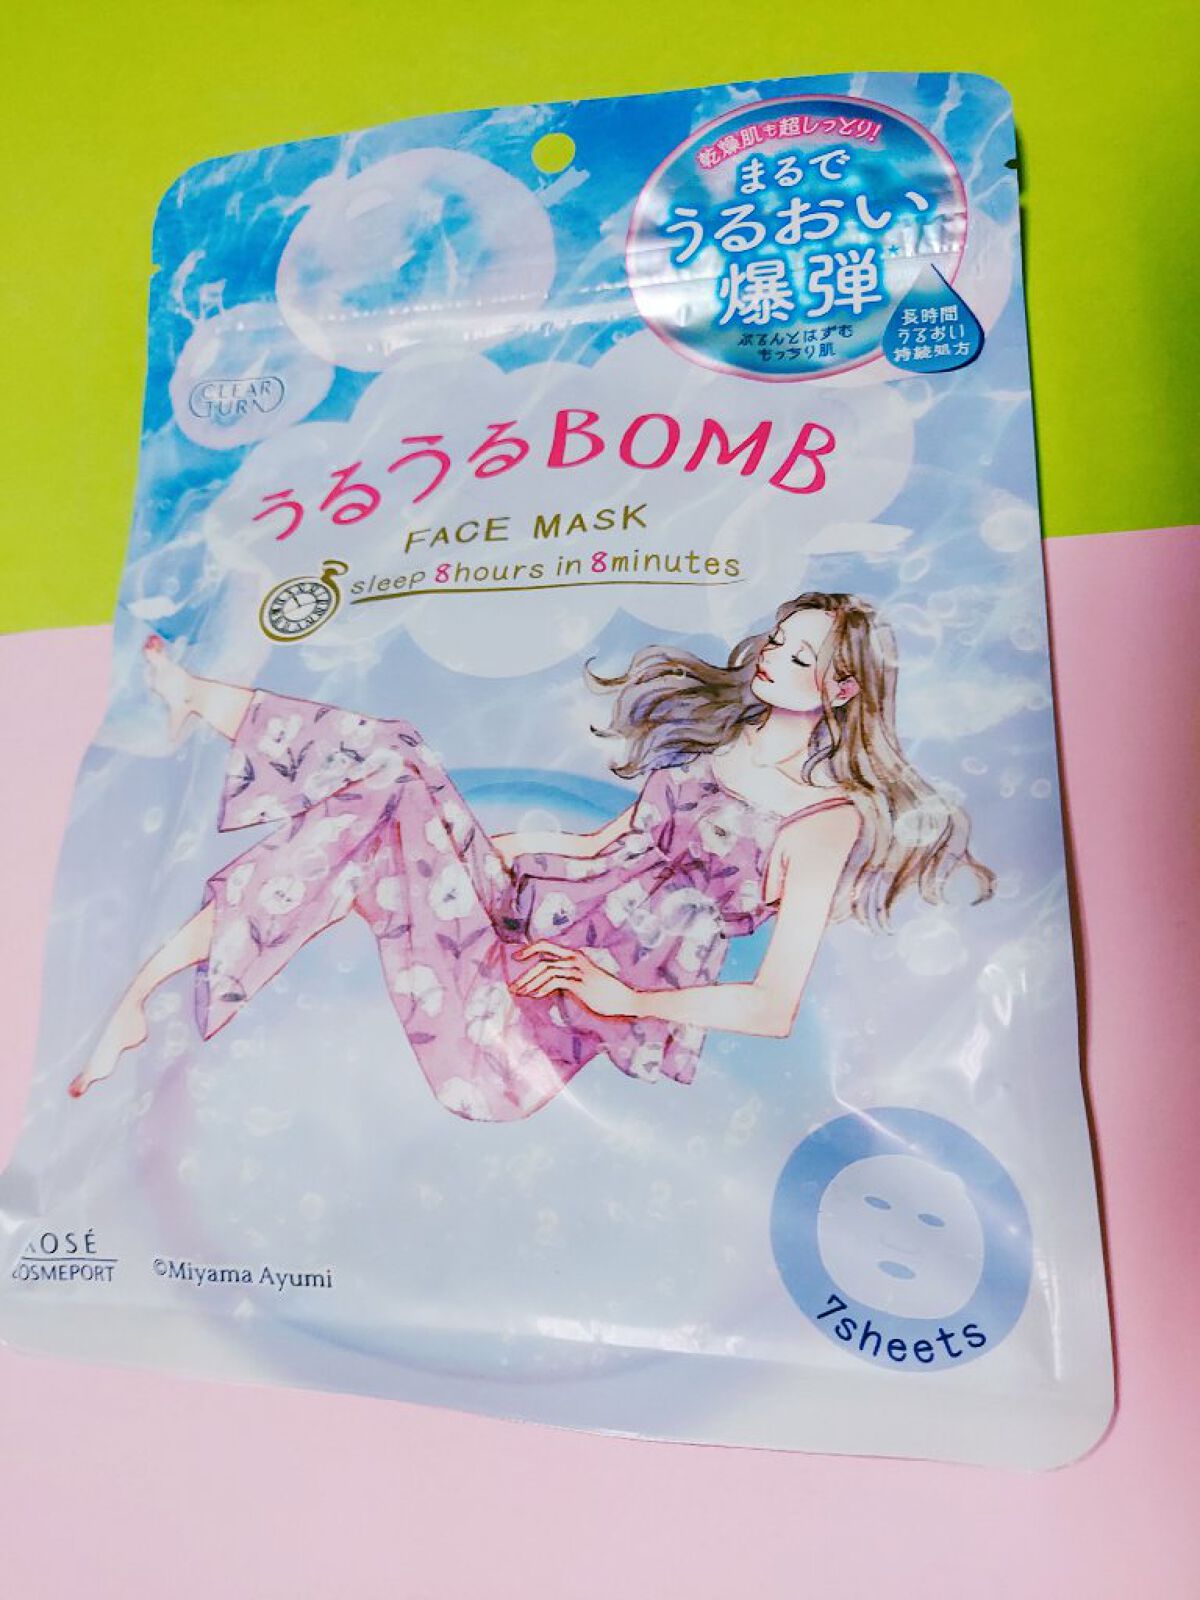 乾燥肌も超しっとり!
まるで
うるおい
爆弾*
ぷるんとはずむ
もっちり肌
長時間
うるおい
持続処方
CLEAR
TURN
うるうるBOMB
FACE MASK
sleep 8hours in 8minutes
KOSÉ
COSMEPORT
©Miyama Ayumi
7sheets